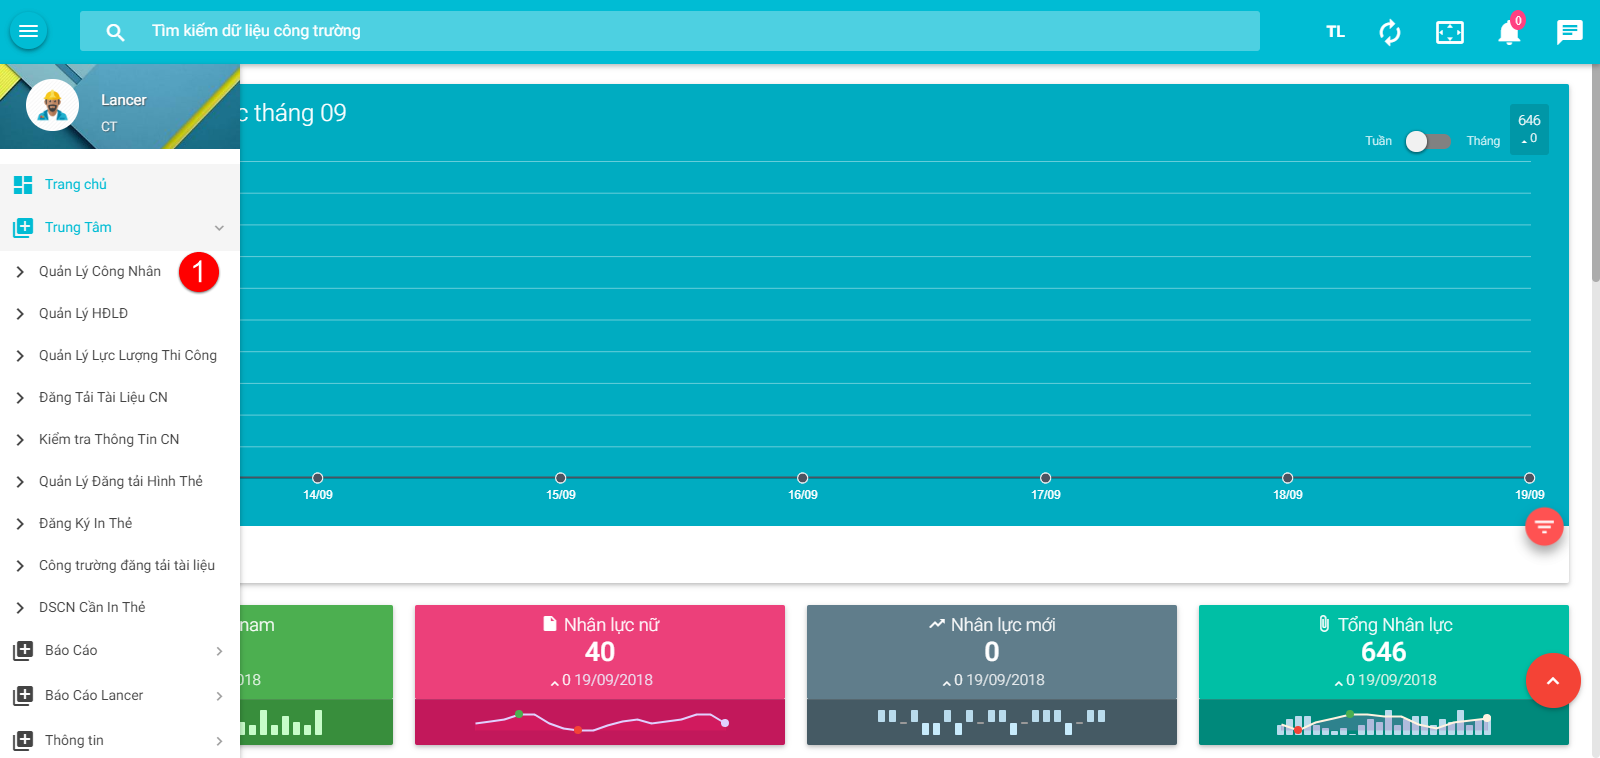 Tìm kiếm dữ liệu công trường
TL
0
Lancer
CT
c tháng 09
646
0
Tuần
Tháng
Trang chủ
Trung Tâm
Quản Lý Công Nhân
1
Quản Lý HĐLĐ
Quản Lý Lực Lượng Thi Công
Đăng Tải Tài Liệu CN
Kiểm tra Thông Tin CN
Quản Lý Đăng tải Hình Thẻ
Đăng Ký In Thẻ
Công trường đăng tải tài liệu
DSCN Cần In Thẻ
Báo Cáo
Báo Cáo Lancer
Thông tin
14/09
15/09
16/09
17/09
18/09
19/09
nam
018
Nhân lực nữ
40
0 19/09/2018
Nhân lực mới
0
0 19/09/2018
Tổng Nhân lực
646
0 19/09/2018